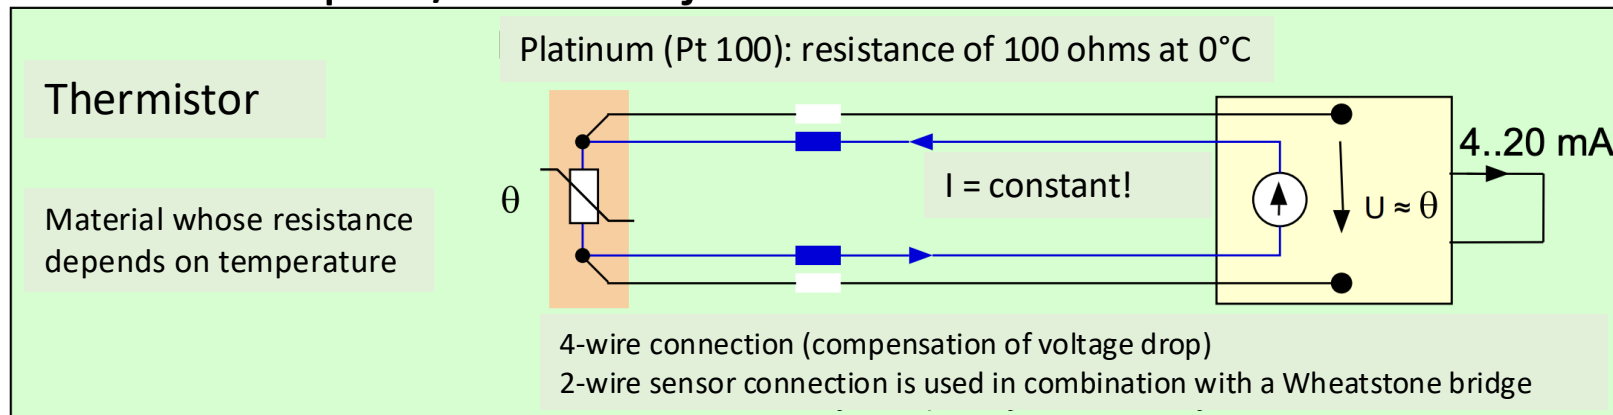 Platinum (Pt 100): resistance of 100 ohms at 0°C
Thermistor
4..20 mA
I = constant!
θ
U ≈ θ
Material whose resistance
depends on temperature
4-wire connection (compensation of voltage drop)
2-wire sensor connection is used in combination with a Wheatstone bridge